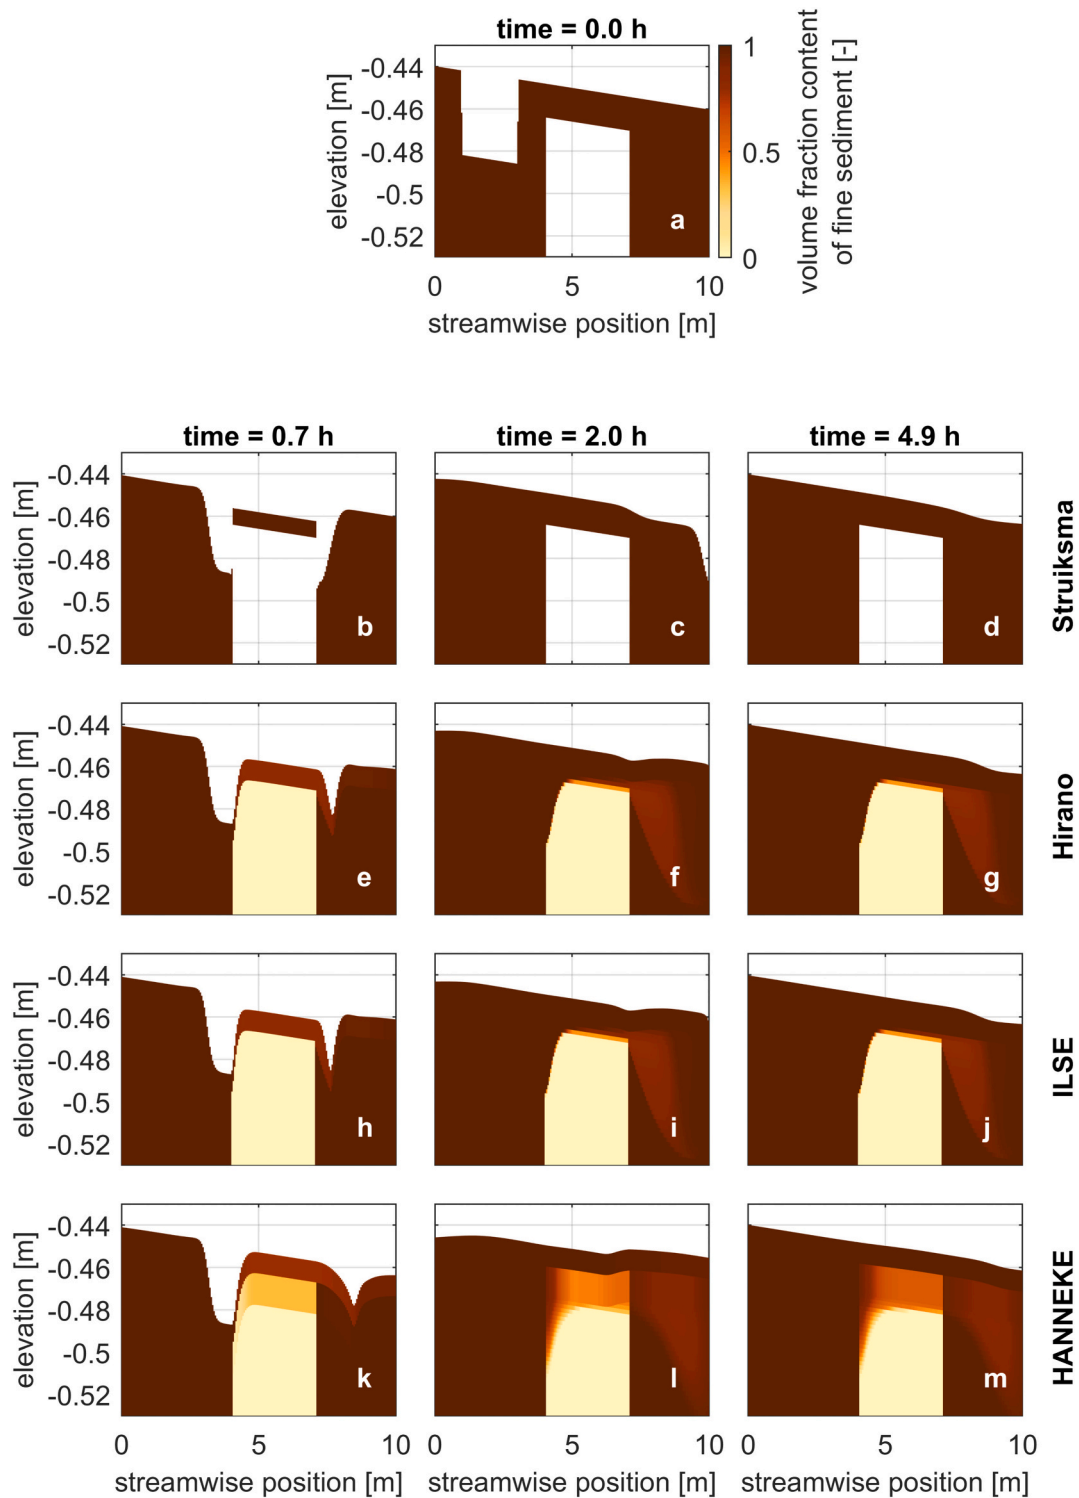 time = 0.0 h
elevation [m]
-0.44
-0.46
-0.48
-0.5
-0.52
a
0
5
10
streamwise position [m]
1
0.5
0
volume fraction content
of fine sediment [-]
time = 0.7 h
time = 2.0 h
time = 4.9 h
elevation [m]
-0.44
-0.46
-0.48
-0.5
-0.52
b
c
d
Struiksma
elevation [m]
-0.44
-0.46
-0.48
-0.5
-0.52
e
f
g
Hirano
elevation [m]
-0.44
-0.46
-0.48
-0.5
-0.52
h
i
j
ILSE
elevation [m]
-0.44
-0.46
-0.48
-0.5
-0.52
k
l
m
HANNEKE
0
5
10
0
5
10
0
5
10
streamwise position [m]
streamwise position [m]
streamwise position [m]